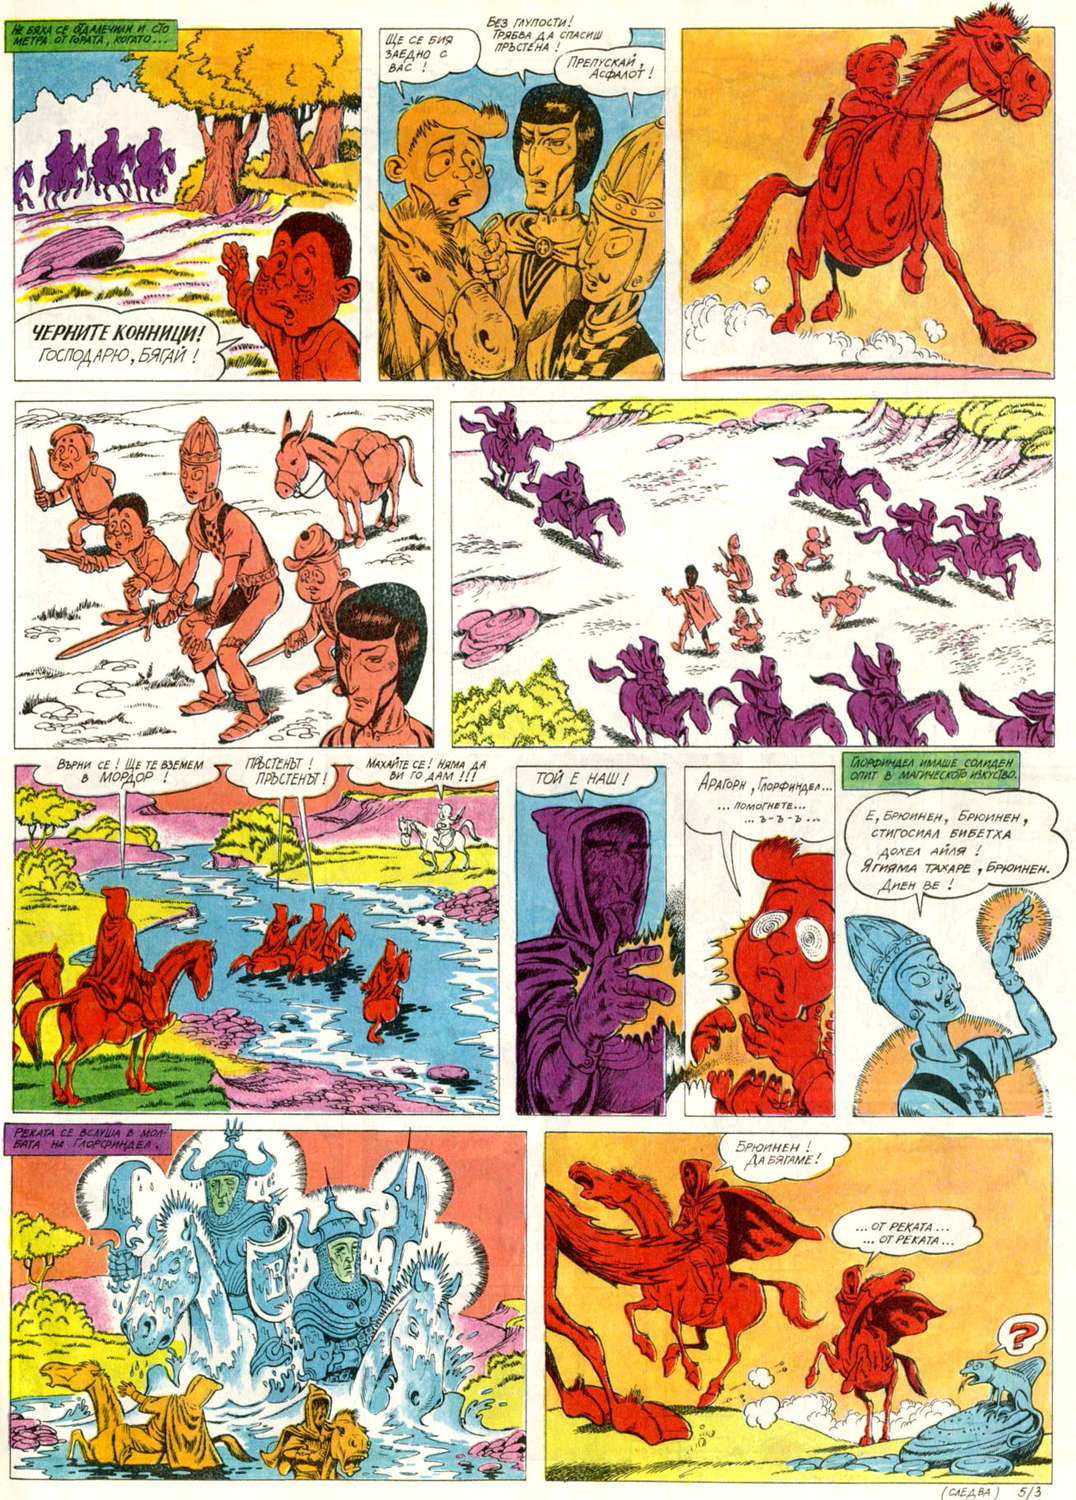 НЕ БЯХА СЕ ОТДАЛЕЧИЛИ И СТО
МЕТРА ОТ ГОРАТА, КОГАТО...
ЧЕРНИТЕ КОННИЦИ!
ГОСПОДАРЮ, БЯГАЙ!
ЩЕ СЕ БИЯ
ЗАЕДНО С
ВАС!
БЕЗ ГЛУПОСТИ!
ТРЯБВА ДА СПАСИШ
ПРЪСТЕНА!
ПРЕПУСКАЙ,
АСФАЛОТ!
ВЪРНИ СЕ! ЩЕ ТЕ ВЗЕМЕМ
В МОРДОР!
ПРЪСТЕНЪТ!
ПРЪСТЕНЪТ!
МАХАЙТЕ СЕ! НЯМА ДА
ВИ ГО ДАМ!!!
ТОЙ Е НАШ!
АРАГОРН, ГЛОРФИНДЕЛ...
...ПОМОГНЕТЕ...
...Ъ-Ъ-Ъ...
ГЛОРФИНДЕЛ ИМАШЕ СОЛИДЕН
ОПИТ В МАГИЧЕСКОТО ИЗКУСТВО.
Е, БРЮИНЕН, БРЮИНЕН,
СТИГОСИАЛ БИБЕТХА
ДОХЕЛ АЙЛЯ!
ЯГИЯМА ТАХАРЕ, БРЮИНЕН.
ДИЕН ВЕ!
РЕКАТА СЕ ВСЛУША В МОЛ-
БАТА НА ГЛОРФИНДЕЛ.
B
БРЮИНЕН!
ДА БЯГАМЕ!
...ОТ РЕКАТА...
...ОТ РЕКАТА...
?
(СЛЕДВА) 5/3